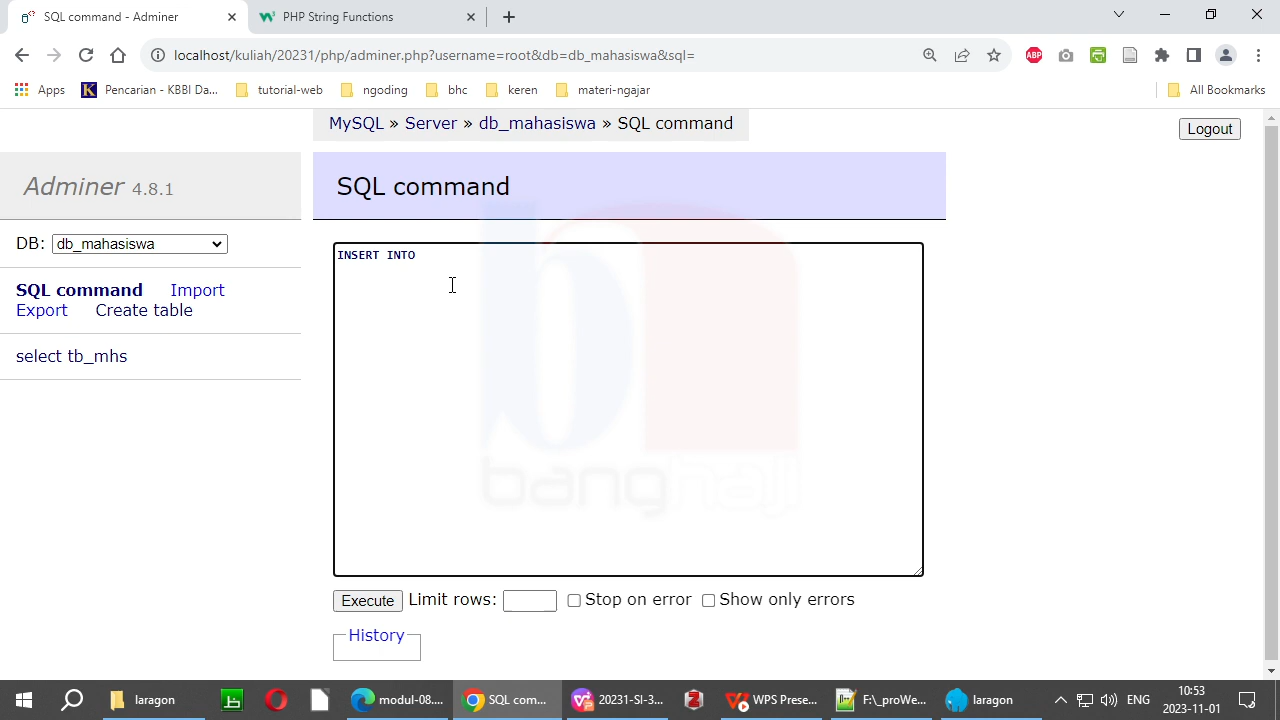 SQL command - Adminer
PHP String Functions
localhost/kuliah/20231/php/adminer.php?username=root&db=db_mahasiswa&sql=
ABP
Apps
Pencarian - KBBI Da...
tutorial-web
ngoding
bhc
keren
materi-ngajar
All Bookmarks
MySQL » Server » db_mahasiswa » SQL command
Logout
Adminer 4.8.1
SQL command
DB: db_mahasiswa
SQL command Import
Export Create table
select tb_mhs
INSERT INTO
banghaji
Execute Limit rows: Stop on error Show only errors
History
laragon
modul-08....
SQL com...
20231-SI-3...
WPS Prese...
F:\_proWe...
laragon
ENG
10:53
2023-11-01